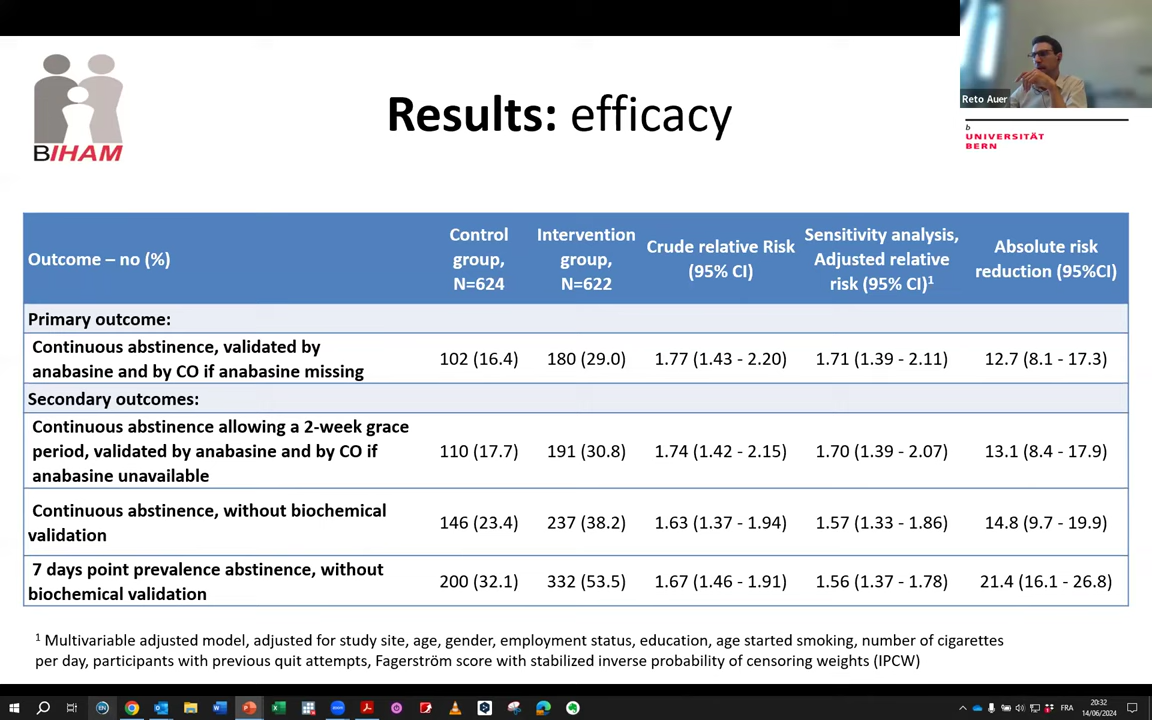 Reto Auer
BIHAM
Results: efficacy
b
UNIVERSITÄT
BERN
Outcome – no (%)
Control
group,
N=624
Intervention
group,
N=622
Crude relative Risk
(95% CI)
Sensitivity analysis,
Adjusted relative
risk (95% CI)1
Absolute risk
reduction (95%CI)
Primary outcome:
Continuous abstinence, validated by
anabasine and by CO if anabasine missing
102 (16.4) 180 (29.0) 1.77 (1.43 - 2.20) 1.71 (1.39 - 2.11) 12.7 (8.1 - 17.3)
Secondary outcomes:
Continuous abstinence allowing a 2-week grace
period, validated by anabasine and by CO if
anabasine unavailable
110 (17.7) 191 (30.8) 1.74 (1.42 - 2.15) 1.70 (1.39 - 2.07) 13.1 (8.4 - 17.9)
Continuous abstinence, without biochemical
validation
146 (23.4) 237 (38.2) 1.63 (1.37 - 1.94) 1.57 (1.33 - 1.86) 14.8 (9.7 - 19.9)
7 days point prevalence abstinence, without
biochemical validation
200 (32.1) 332 (53.5) 1.67 (1.46 - 1.91) 1.56 (1.37 - 1.78) 21.4 (16.1 - 26.8)
1 Multivariable adjusted model, adjusted for study site, age, gender, employment status, education, age started smoking, number of cigarettes
per day, participants with previous quit attempts, Fagerström score with stabilized inverse probability of censoring weights (IPCW)
FRA
20:32
14/06/2024